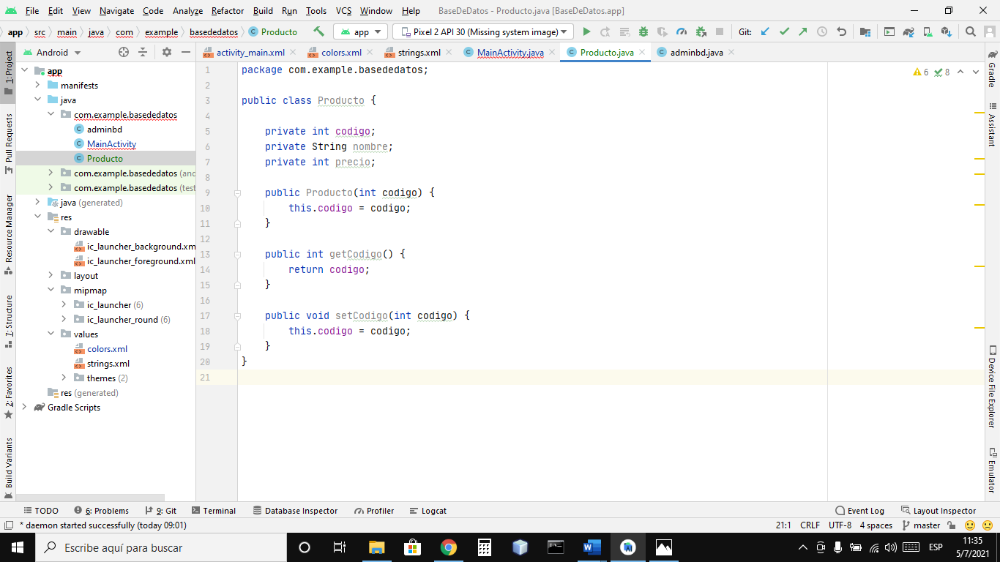 File Edit View Navigate Code Analyze Refactor Build Run Tools VCS Window Help BaseDeDatos - Producto.java [BaseDeDatos.app]
app src main java com example basededatos Producto app Pixel 2 API 30 (Missing system image) Git:
Android activity_main.xml colors.xml strings.xml MainActivity.java Producto.java adminbd.java
1: Project
Pull Requests
Resource Manager
7: Structure
2: Favorites
Build Variants
app
manifests
java
com.example.basededatos
adminbd
MainActivity
Producto
com.example.basededatos (and
com.example.basededatos (test
java (generated)
res
drawable
ic_launcher_background.xm
ic_launcher_foreground.xml
layout
mipmap
ic_launcher (6)
ic_launcher_round (6)
values
colors.xml
strings.xml
themes (2)
res (generated)
Gradle Scripts
1 package com.example.basededatos;
2
3 public class Producto {
4
5 private int codigo;
6 private String nombre;
7 private int precio;
8
9 public Producto(int codigo) {
10 this.codigo = codigo;
11 }
12
13 public int getCodigo() {
14 return codigo;
15 }
16
17 public void setCodigo(int codigo) {
18 this.codigo = codigo;
19 }
20 }
21
6 8
Gradle
Assistant
Device File Explorer
Emulator
TODO 6: Problems 9: Git Terminal Database Inspector Profiler Logcat Event Log Layout Inspector
* daemon started successfully (today 09:01) 21:1 CRLF UTF-8 4 spaces master
Escribe aquí para buscar ESP 11:35
5/7/2021